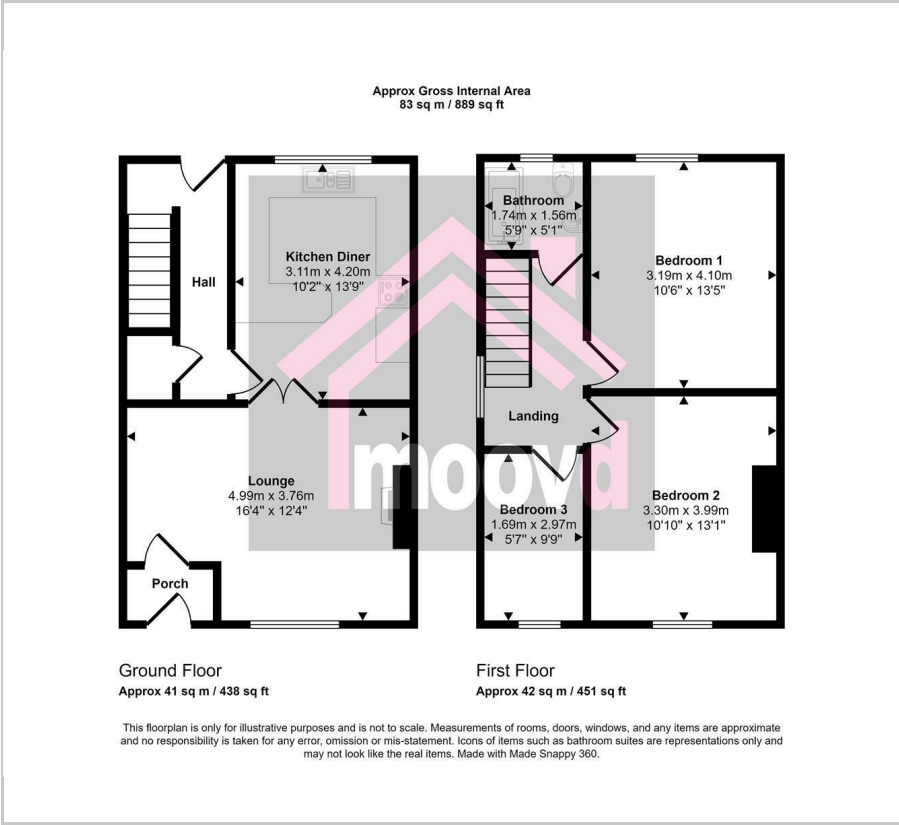 Approx Gross Internal Area
83 sq m / 889 sq ft
Kitchen Diner
3.11m x 4.20m
10'2" x 13'9"
Hall
Lounge
4.99m x 3.76m
16'4" x 12'4"
Porch
Bathroom
1.74m x 1.56m
5'9" x 5'1"
Bedroom 1
3.19m x 4.10m
10'6" x 13'5"
Landing
Bedroom 2
3.30m x 3.99m
10'10" x 13'1"
Bedroom 3
1.69m x 2.97m
5'7" x 9'9"
moovd
Ground Floor
Approx 41 sq m / 438 sq ft
First Floor
Approx 42 sq m / 451 sq ft
This floorplan is only for illustrative purposes and is not to scale. Measurements of rooms, doors, windows, and any items are approximate
and no responsibility is taken for any error, omission or mis-statement. Icons of items such as bathroom suites are representations only and
may not look like the real items. Made with Made Snappy 360.